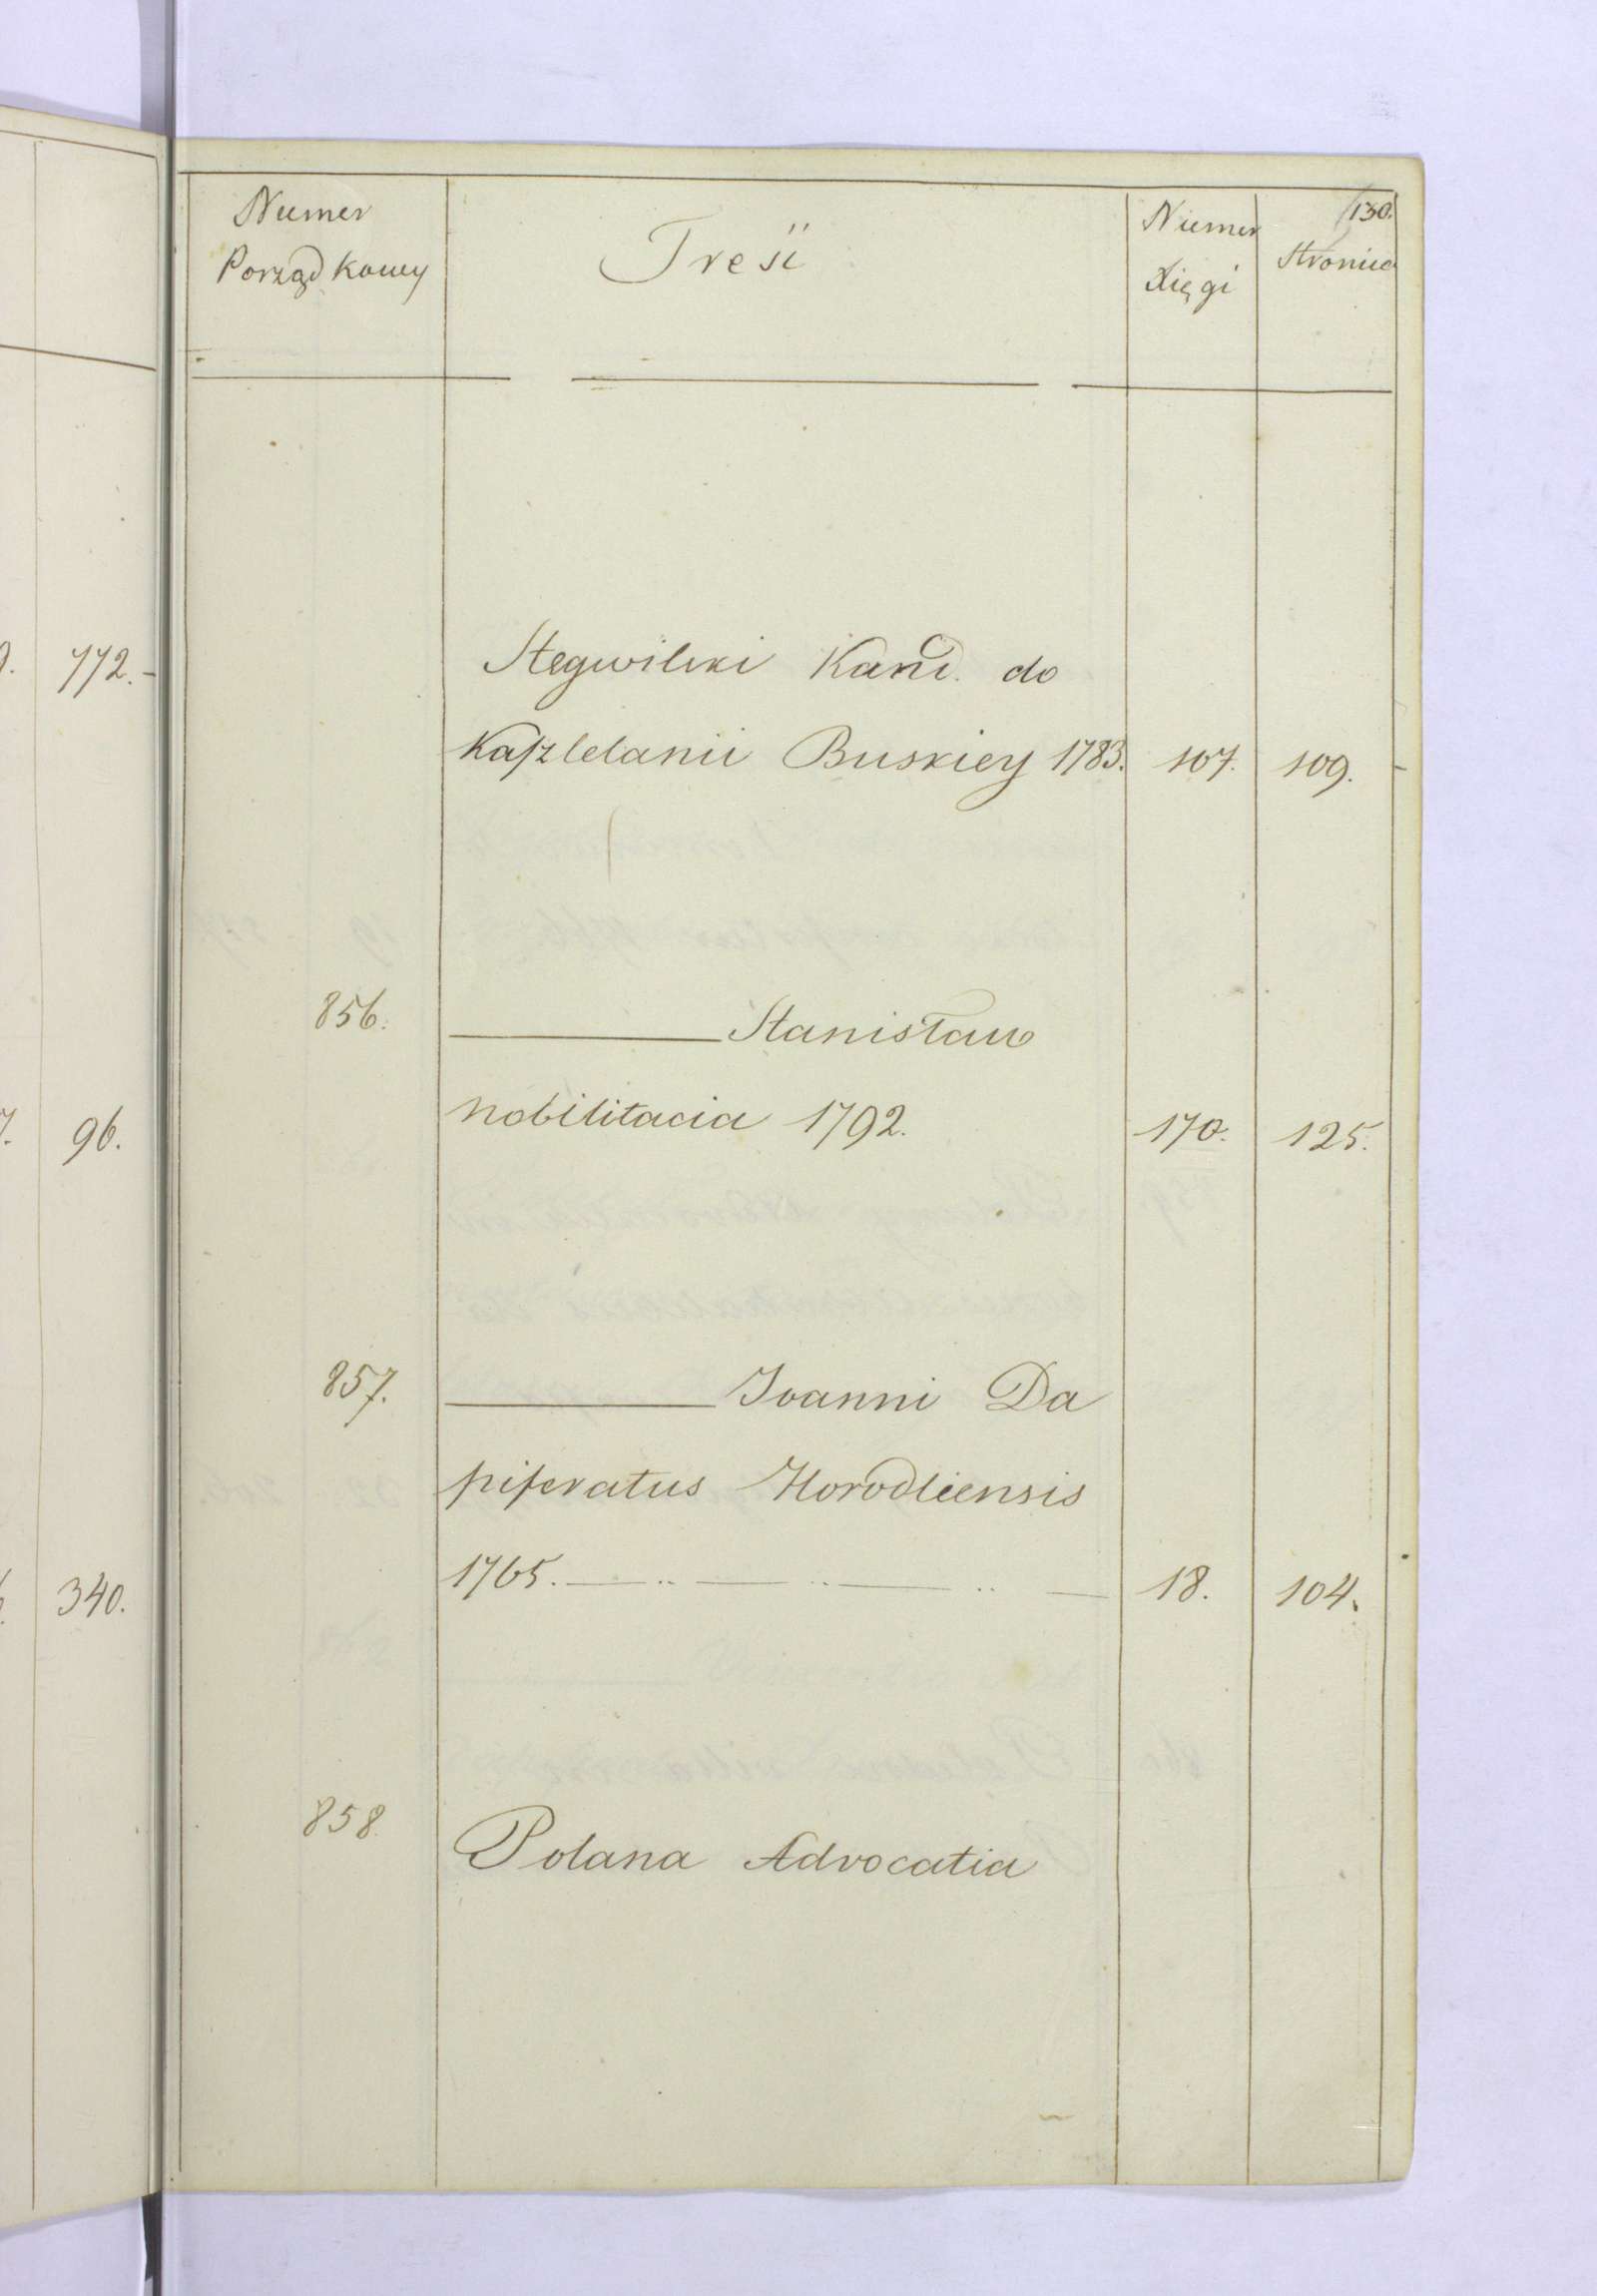 130.
Numer Porządkowy Treść Numer Xięgi Stronica
772.-
Stegwilski Kand. do
Kasztelanii Buskiey 1783. 107. 109.
856. ——— Stanisław
nobilitacia 1792. 170. 125.
96.
857. ——— Ioanni Da
piferatus Horodlensis
1765. — .. — .. — .. — 18. 104.
340.
858. Polana Advocatia